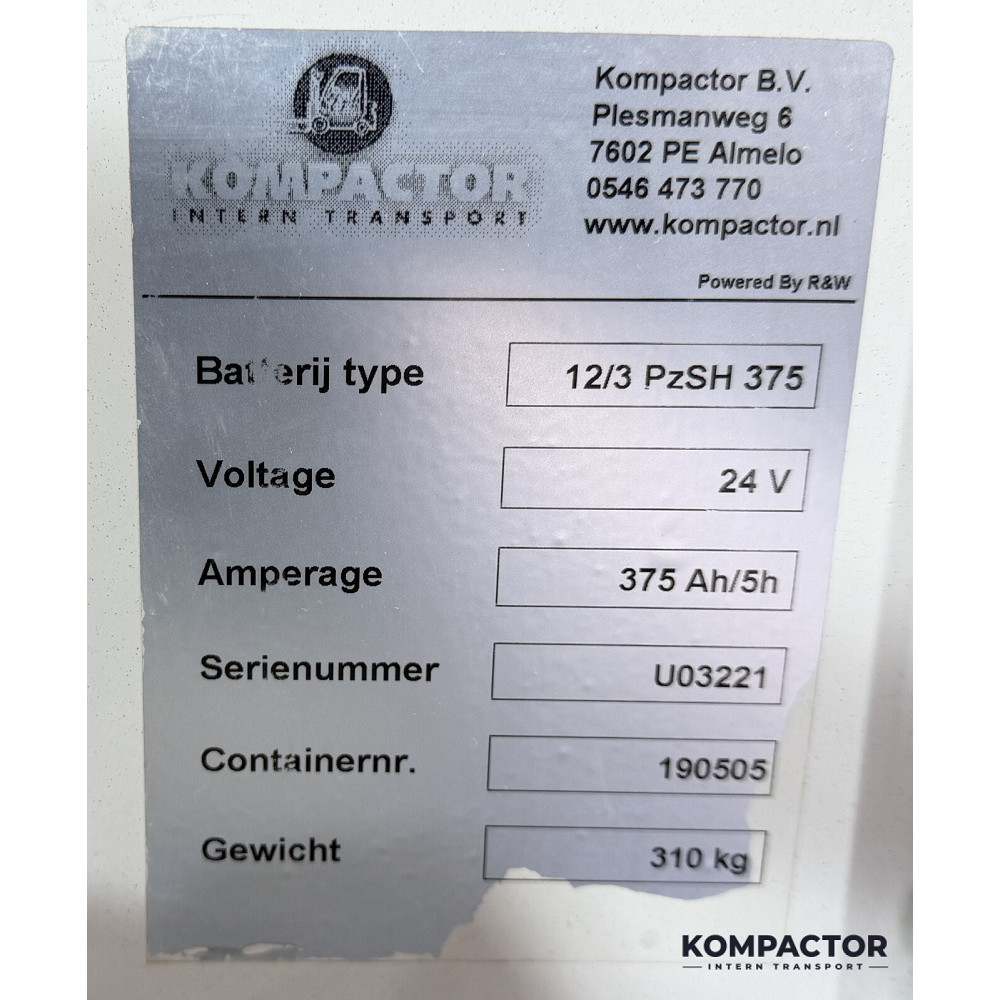 KOMPACTOR
INTERN TRANSPORT
Kompactor B.V.
Plesmanweg 6
7602 PE Almelo
0546 473 770
www.kompactor.nl
Powered By R&W
Batterij type 12/3 PzSH 375
Voltage 24 V
Amperage 375 Ah/5h
Serienummer U03221
Containernr. 190505
Gewicht 310 kg
KOMPACTOR
INTERN TRANSPORT